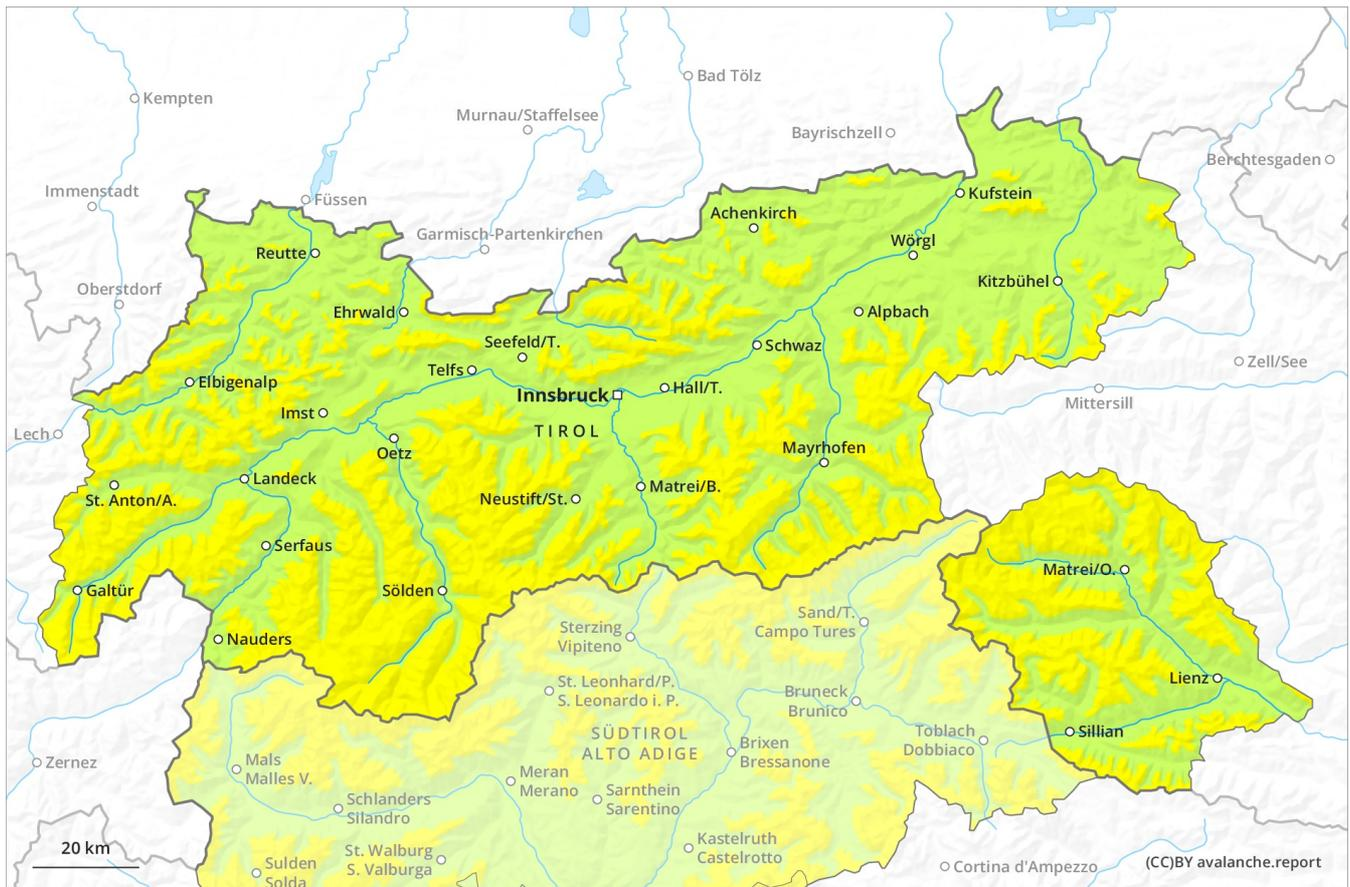 Bad Tölz
Kempten
Murnau/Staffelsee
Bayrischzell
Berchtesgaden
Immenstadt
Füssen
Kufstein
Achenkirch
Garmisch-Partenkirchen
Wörgl
Reutte
Kitzbühel
Oberstdorf
Ehrwald
Alpbach
Seefeld/T.
Schwaz
Zell/See
Telfs
Elbigenalp
Hall/T.
Innsbruck
Mittersill
Imst
TIROL
Lech
Oetz
Mayrhofen
Landeck
Matrei/B.
St. Anton/A.
Neustift/St.
Serfaus
Matrei/O.
Galtür
Sölden
Sand/T.
Campo Tures
Sterzing
Vipiteno
Nauders
Lienz
St. Leonhard/P.
S. Leonardo i. P.
Bruneck
Brunico
Sillian
SÜDTIROL
ALTO ADIGE
Toblach
Dobbiaco
Brixen
Bressanone
Zernez
Mals
Malles V.
Meran
Merano
Sarnthein
Sarentino
Schlanders
Silandro
Kastelruth
Castelrotto
20 km
St. Walburg
S. Valburga
Sulden
Solda
Cortina d'Ampezzo
(CC)BY avalanche.report